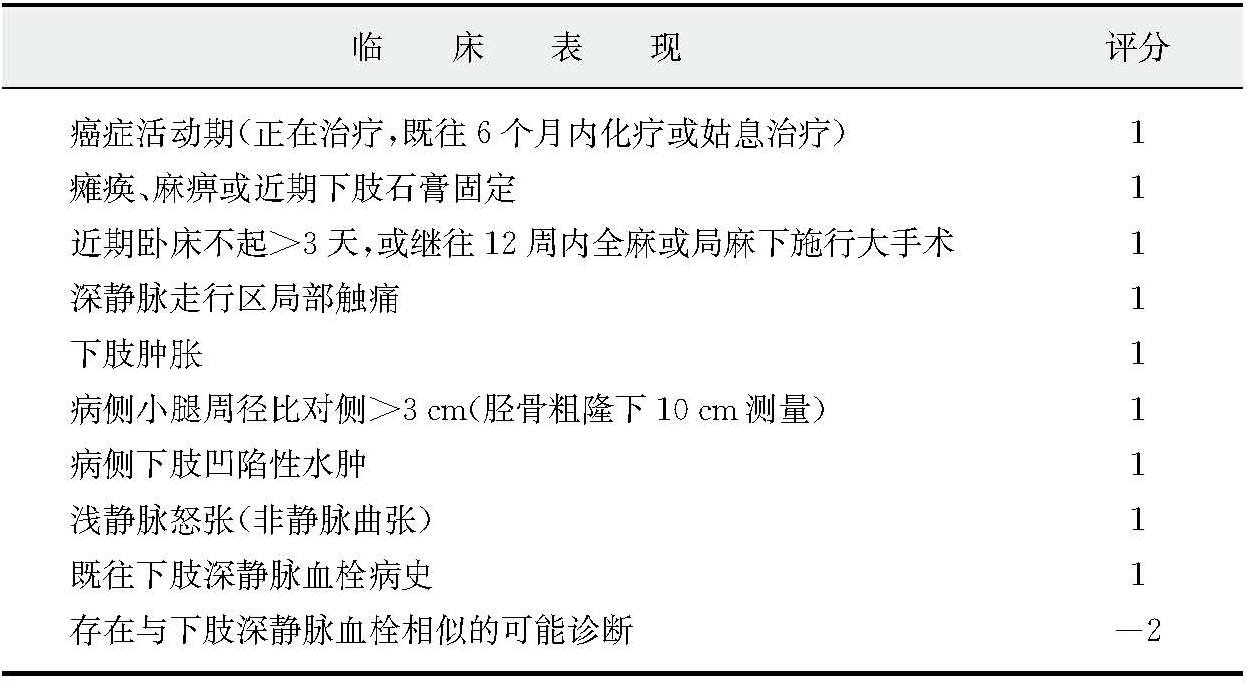 临床表现 评分
癌症活动期(正在治疗,既往6个月内化疗或姑息治疗) 1
瘫痪、麻痹或近期下肢石膏固定 1
近期卧床不起>3天,或继往12周内全麻或局麻下施行大手术 1
深静脉走行区局部触痛 1
下肢肿胀 1
病侧小腿周径比对侧>3 cm(胫骨粗隆下10 cm测量) 1
病侧下肢凹陷性水肿 1
浅静脉怒张(非静脉曲张) 1
既往下肢深静脉血栓病史 1
存在与下肢深静脉血栓相似的可能诊断 −2